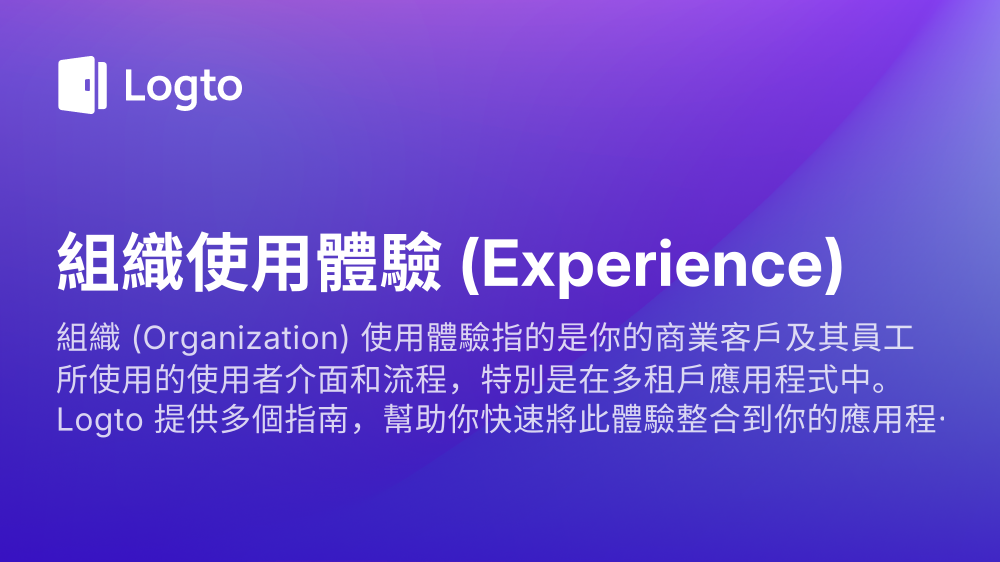 Logto
組織使用體驗 (Experience)
組織 (Organization) 使用體驗指的是你的商業客戶及其員工
所使用的使用者介面和流程，特別是在多租戶應用程式中。
Logto 提供多個指南，幫助你快速將此體驗整合到你的應用程·